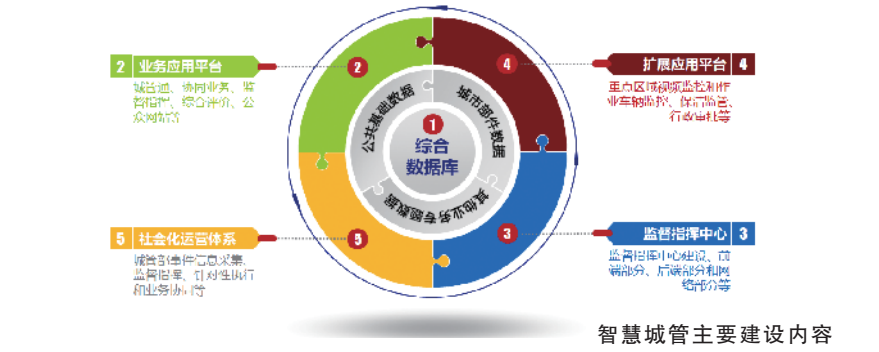 2 业务应用平台
城管通、协同业务、监
督指挥、综合评价、公
众网站等
扩展应用平台 4
重点区域视频监控和作
业车辆监控、保洁监管、
行政审批等
2
4
公共基础数据
城市部件数据
1
综合
数据库
其他业务专题数据
5 社会化运营体系
城管部事件信息采集、
监督指挥、针对性执行
和业务协同等
监督指挥中心 3
监督指挥中心建设、前
端部分、后端部分和网
络部分等
5
3
智慧城管主要建设内容